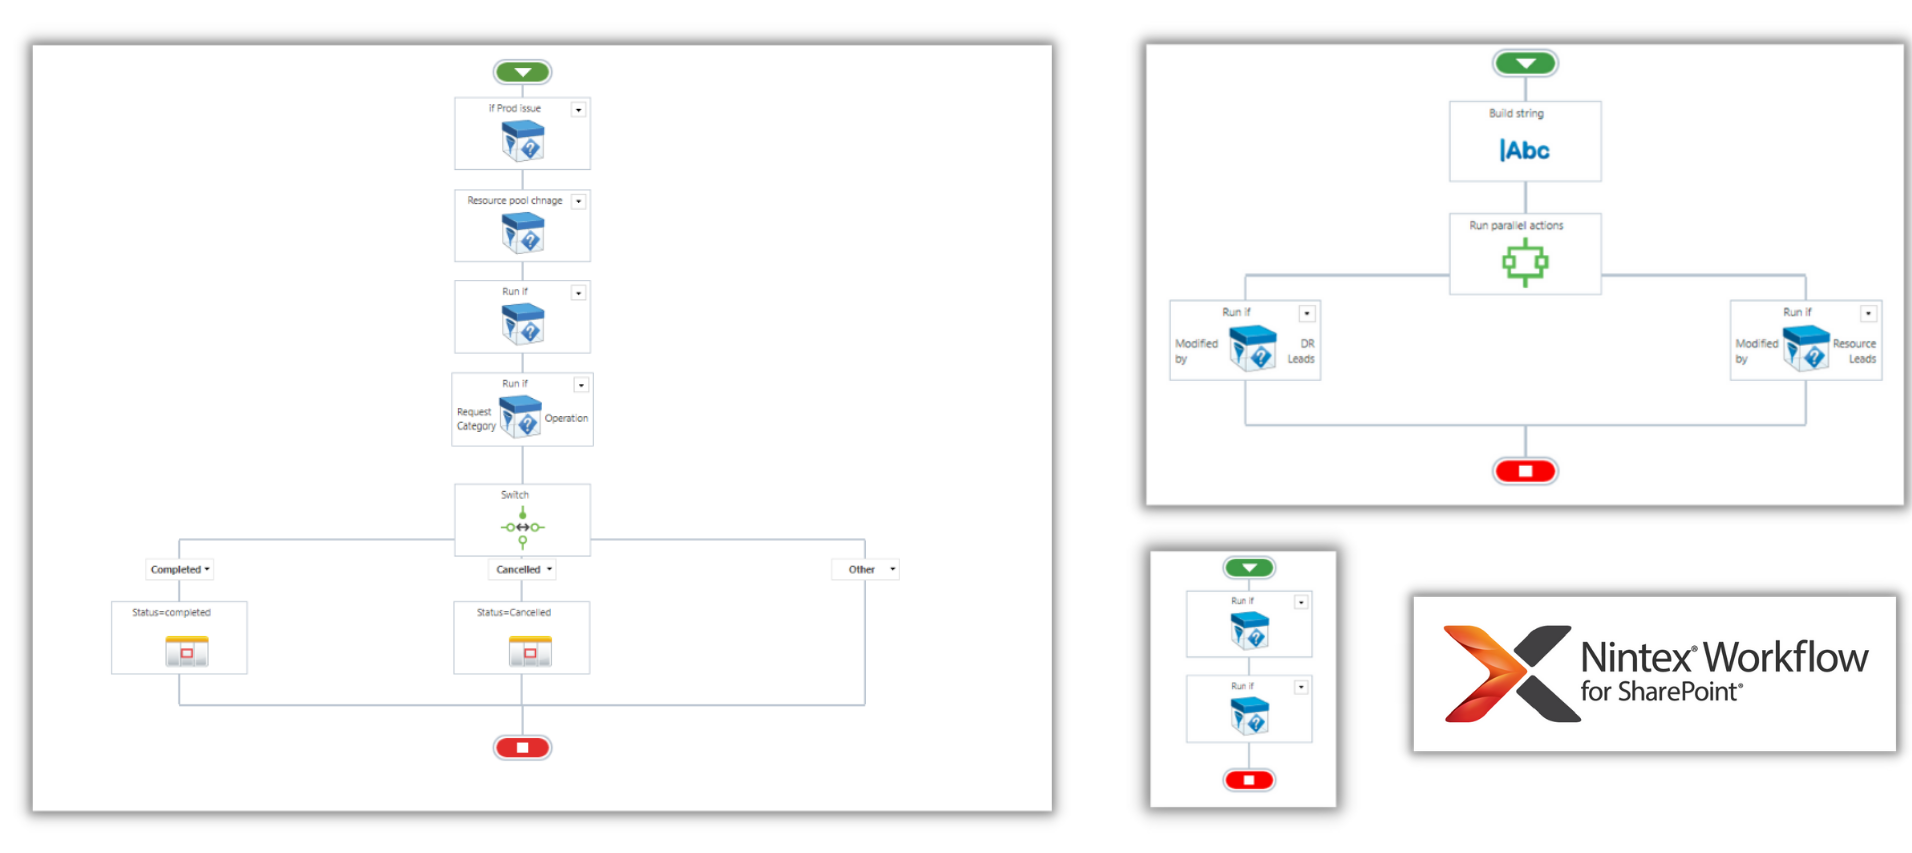 If Prod issue
Resource pool chnage
Run if
Run if
Request
Category
Operation
Switch
Completed
Cancelled
Other
Status=completed
Status=Cancelled
Build string
Abc
Run parallel actions
Run if
Modified
by
DR
Leads
Run if
Modified
by
Resource
Leads
Run if
Run if
Nintex® Workflow
for SharePoint®